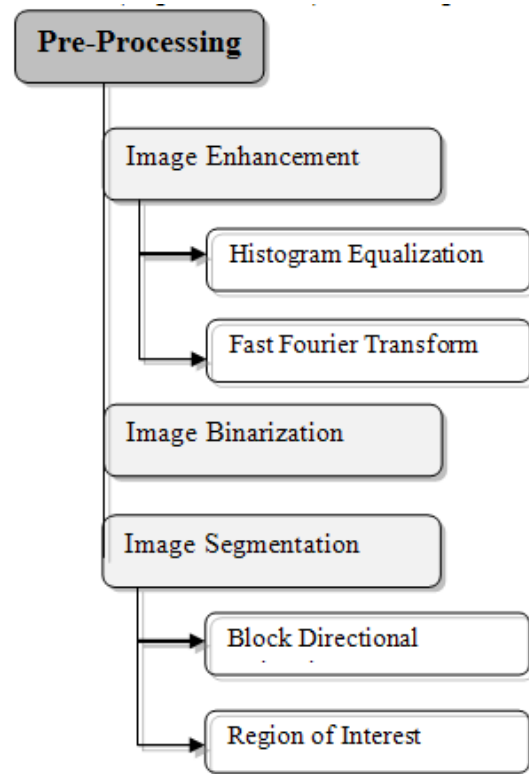 Pre-Processing
Image Enhancement
Histogram Equalization
Fast Fourier Transform
Image Binarization
Image Segmentation
Block Directional
Region of Interest